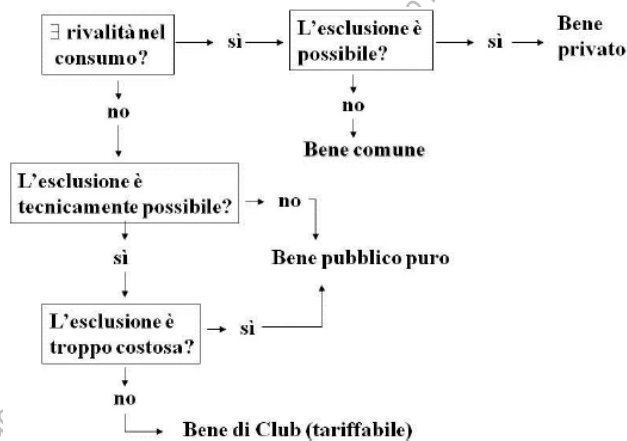 ∃ rivalità nel
consumo?
sì
L'esclusione è
possibile?
sì
Bene
privato
no
no
Bene comune
L'esclusione è
tecnicamente possibile?
no
sì
Bene pubblico puro
L'esclusione è
troppo costosa?
sì
no
Bene di Club (tariffabile)